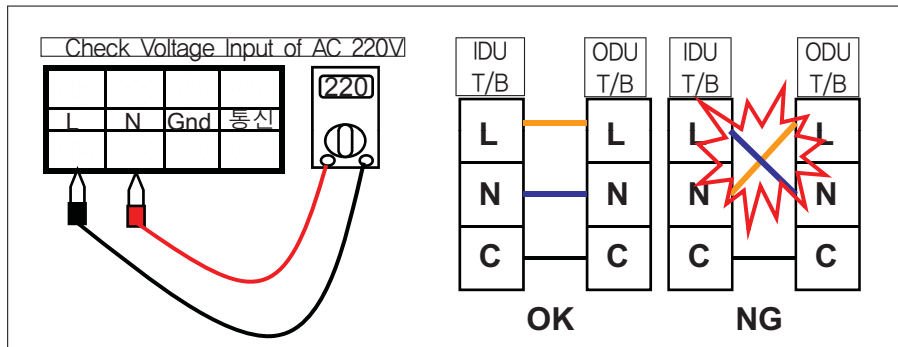 Check Voltage Input of AC 220V
220
L N Gnd 통신
IDU T/B
ODU T/B
L L
N N
C C
OK
IDU T/B
ODU T/B
L L
N N
C C
NG